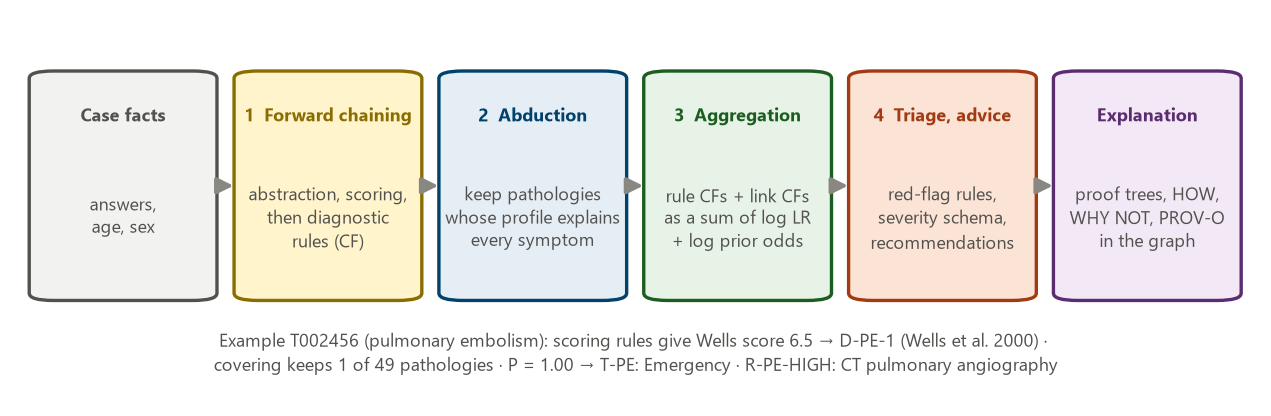 Case facts
answers,
age, sex
1 Forward chaining
abstraction, scoring,
then diagnostic
rules (CF)
2 Abduction
keep pathologies
whose profile explains
every symptom
3 Aggregation
rule CFs + link CFs
as a sum of log LR
+ log prior odds
4 Triage, advice
red-flag rules,
severity schema,
recommendations
Explanation
proof trees, HOW,
WHY NOT, PROV-O
in the graph
Example T002456 (pulmonary embolism): scoring rules give Wells score 6.5 → D-PE-1 (Wells et al. 2000) ·
covering keeps 1 of 49 pathologies · P = 1.00 → T-PE: Emergency · R-PE-HIGH: CT pulmonary angiography